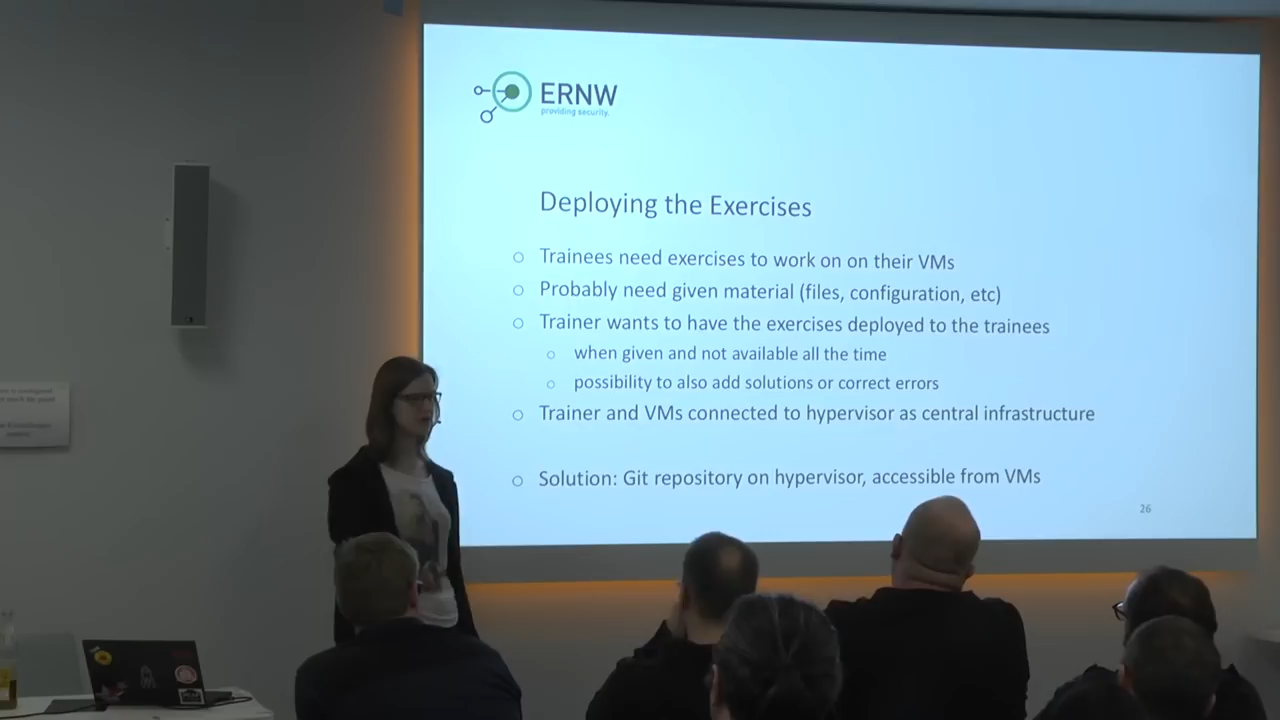 ERNW
providing security.
Deploying the Exercises
Trainees need exercises to work on on their VMs
Probably need given material (files, configuration, etc)
Trainer wants to have the exercises deployed to the trainees
when given and not available all the time
possibility to also add solutions or correct errors
Trainer and VMs connected to hypervisor as central infrastructure
Solution: Git repository on hypervisor, accessible from VMs
26